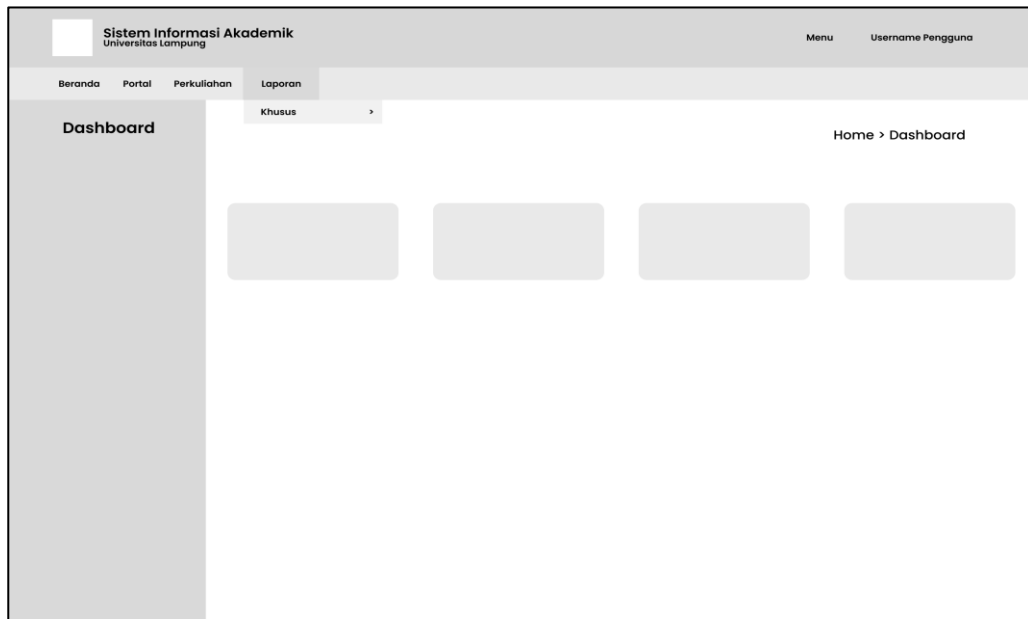 Sistem Informasi Akademik
Universitas Lampung
Menu Username Pengguna
Beranda Portal Perkuliahan Laporan
Khusus >
Dashboard
Home > Dashboard